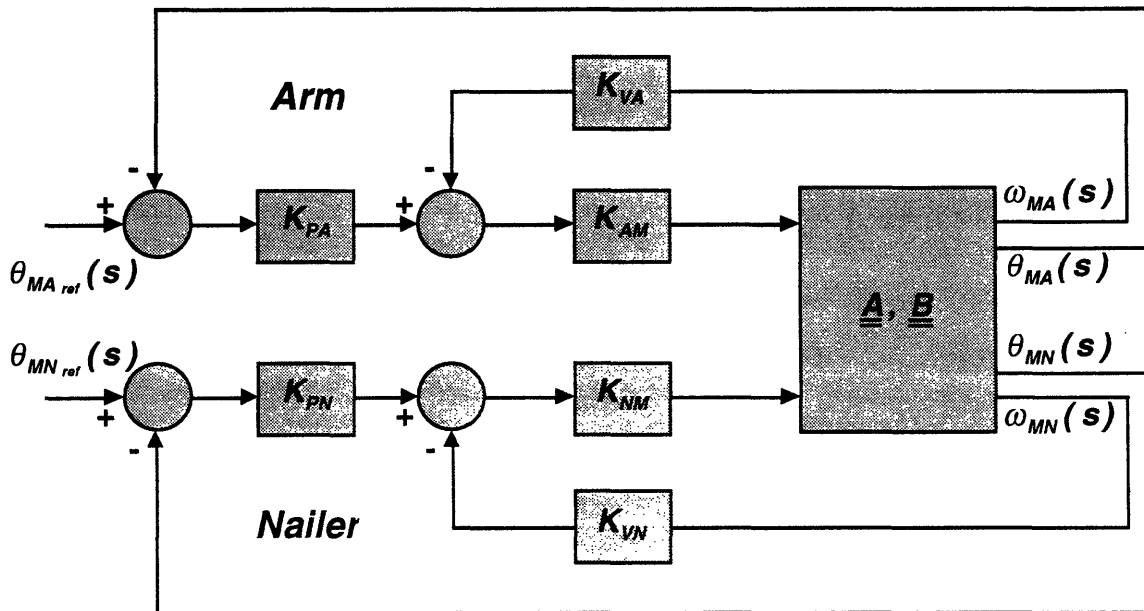 K_VA
Arm
- -
ω_MA(s)
+ K_PA + K_AM
θ_MA ref(s)
θ_MA(s)
A, B
θ_MN ref(s)
θ_MN(s)
K_PN K_NM
+ +
ω_MN(s)
- -
Nailer
K_VN